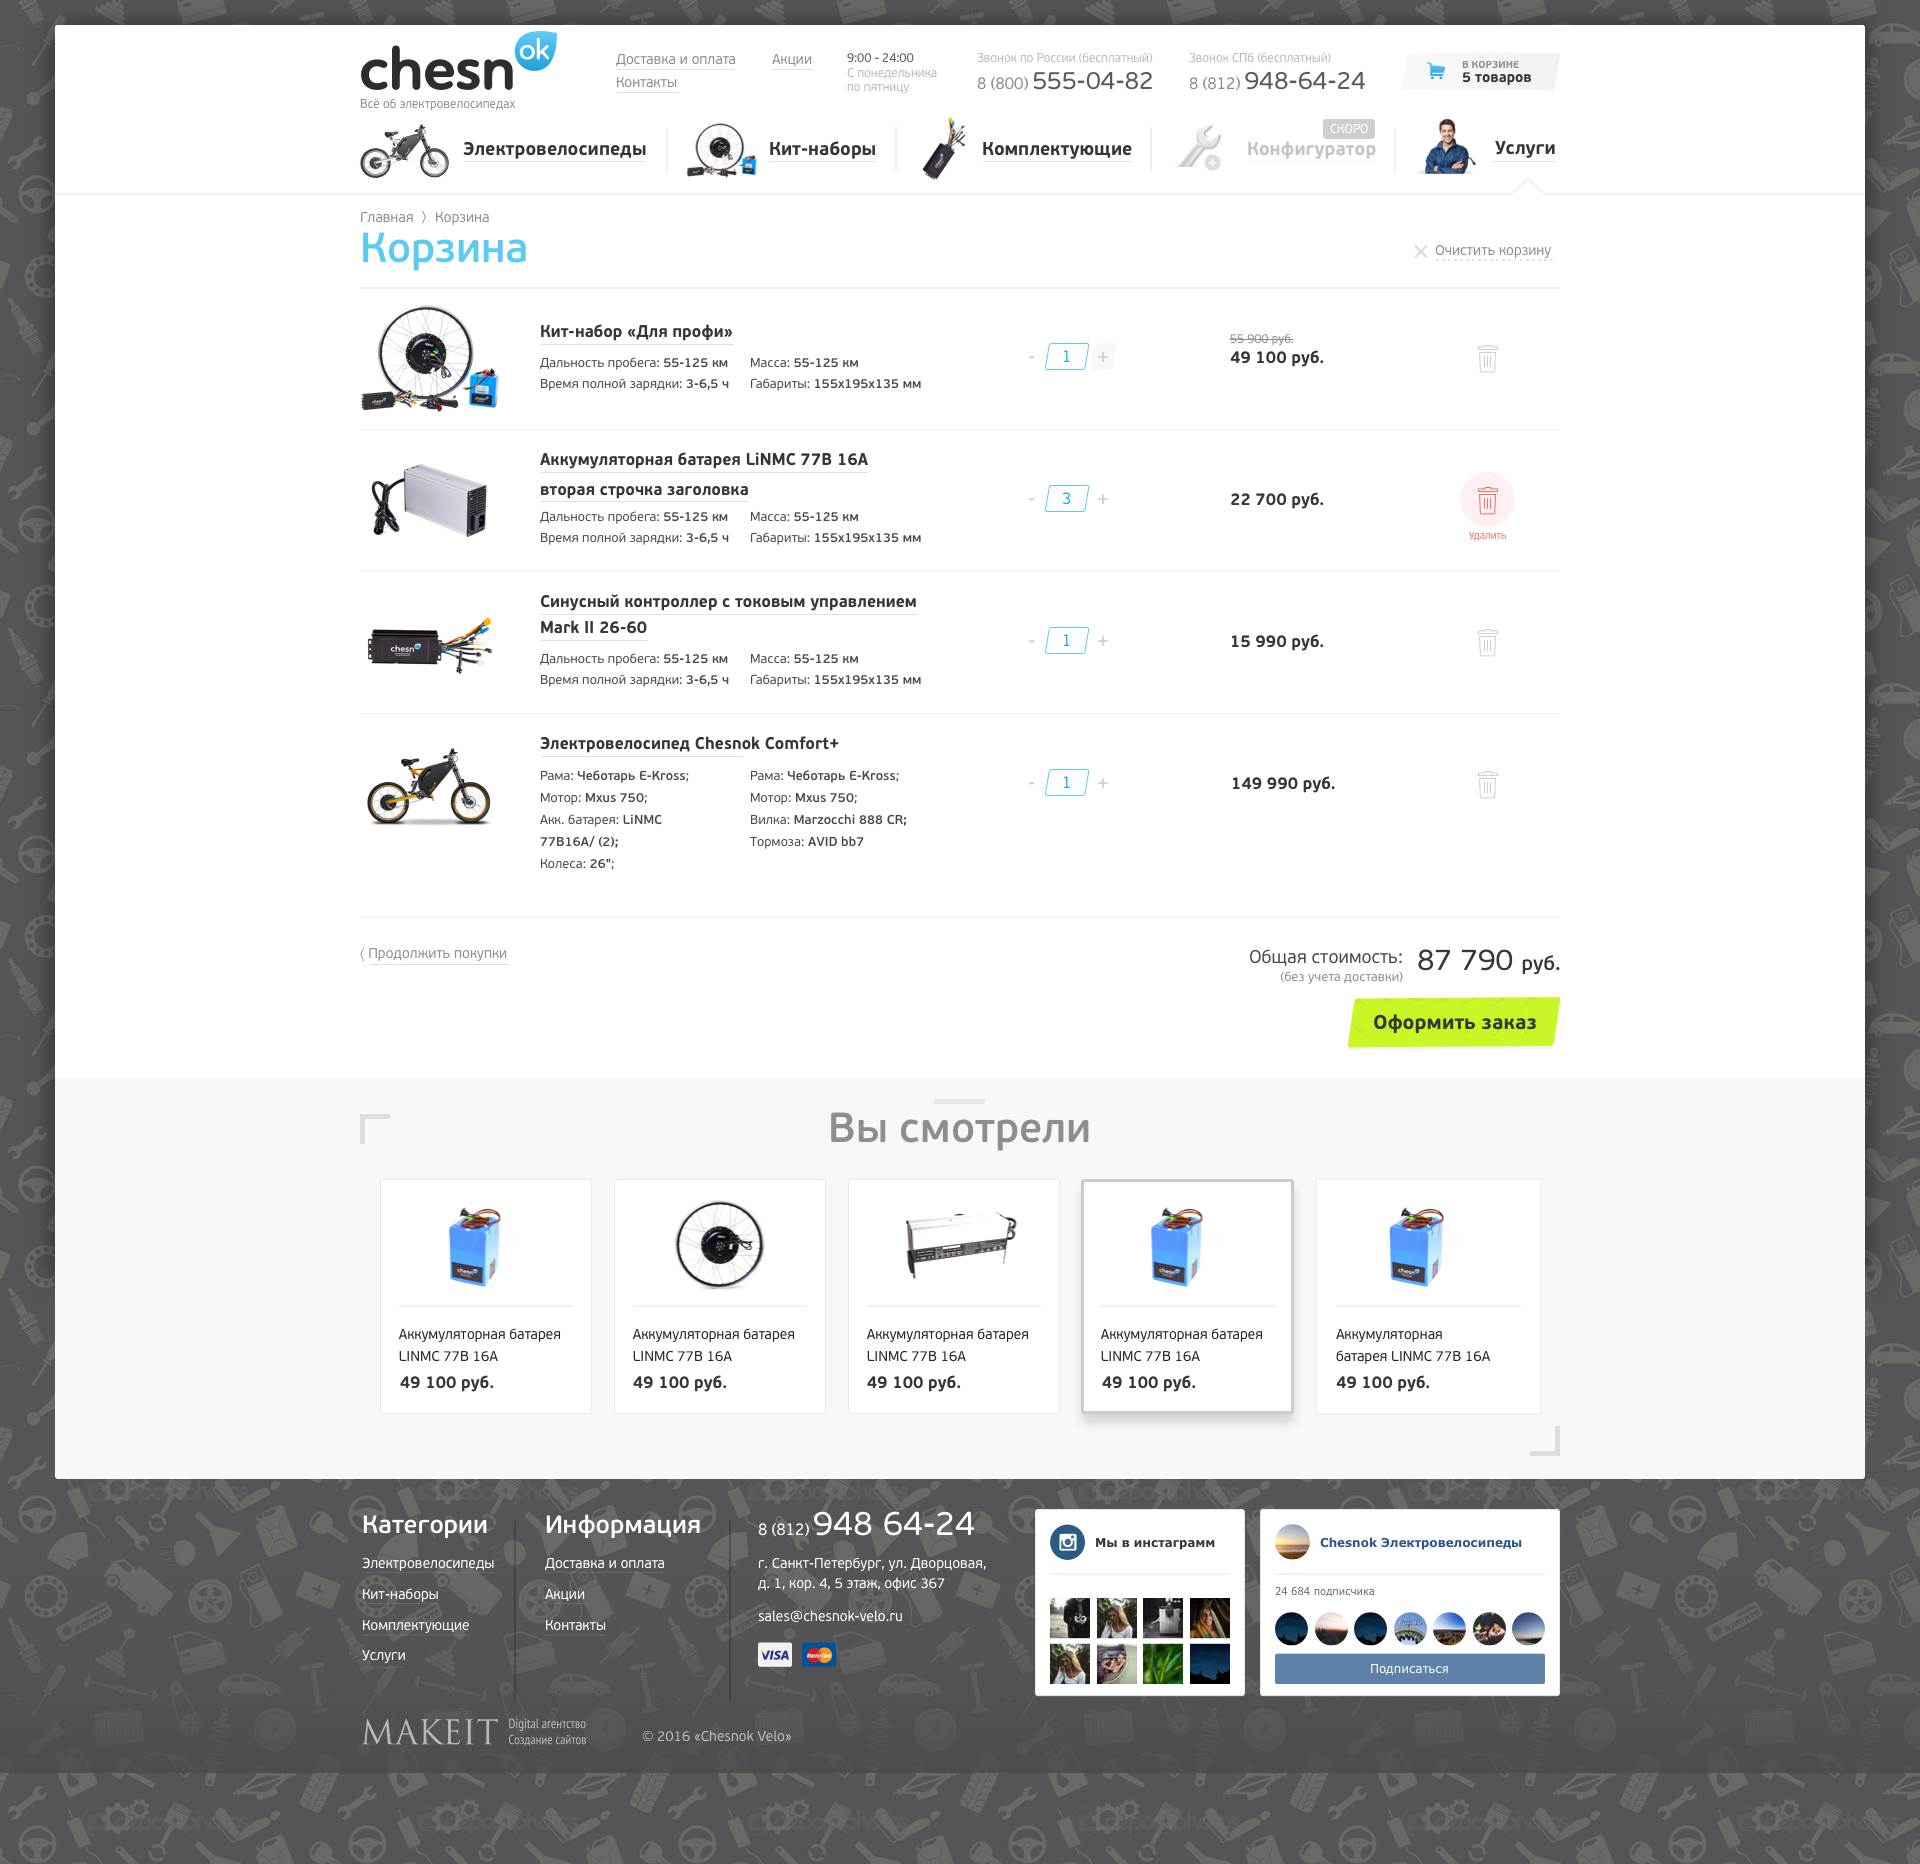 chesn ok
Всё об электровелосипедах
Доставка и оплата
Контакты
Акции
9:00 - 24:00
С понедельника
по пятницу
Звонок по России (бесплатный)
8 (800) 555-04-82
Звонок СПб (бесплатный)
8 (812) 948-64-24
В КОРЗИНЕ
5 товаров
Электровелосипеды
Кит-наборы
Комплектующие
СКОРО
Конфигуратор
Услуги
Главная 〉 Корзина
Корзина
Очистить корзину
Кит-набор «Для профи»
Дальность пробега: 55-125 км Масса: 55-125 км
Время полной зарядки: 3-6,5 ч Габариты: 155х195х135 мм
- 1 +
55 900 руб.
49 100 руб.
Аккумуляторная батарея LiNMC 77В 16А
вторая строчка заголовка
Дальность пробега: 55-125 км Масса: 55-125 км
Время полной зарядки: 3-6,5 ч Габариты: 155х195х135 мм
- 3 +
22 700 руб.
Удалить
Синусный контроллер с токовым управлением
Mark II 26-60
Дальность пробега: 55-125 км Масса: 55-125 км
Время полной зарядки: 3-6,5 ч Габариты: 155х195х135 мм
- 1 +
15 990 руб.
chesn ok
Электровелосипед Chesnok Comfort+
Рама: Чеботарь E-Kross; Рама: Чеботарь E-Kross;
Мотор: Mxus 750; Мотор: Mxus 750;
Акк. батарея: LiNMC Вилка: Marzocchi 888 CR;
77В16А/ (2); Тормоза: AVID bb7
Колеса: 26";
- 1 +
149 990 руб.
〈 Продолжить покупки
Общая стоимость: 87 790 руб.
(без учета доставки)
Оформить заказ
Вы смотрели
Аккумуляторная батарея
LINMC 77В 16А
49 100 руб.
Аккумуляторная батарея
LINMC 77В 16А
49 100 руб.
Аккумуляторная батарея
LINMC 77В 16А
49 100 руб.
Аккумуляторная батарея
LINMC 77В 16А
49 100 руб.
Аккумуляторная
батарея LINMC 77В 16А
49 100 руб.
Категории
Электровелосипеды
Кит-наборы
Комплектующие
Услуги
Информация
Доставка и оплата
Акции
Контакты
8 (812) 948 64-24
г. Санкт-Петербург, ул. Дворцовая,
д. 1, кор. 4, 5 этаж, офис 367
sales@chesnok-velo.ru
VISA MasterCard
Мы в инстаграмм
Chesnok Электровелосипеды
24 684 подписчика
Подписаться
MAKEIT
Digital агентство
Создание сайтов
© 2016 «Chesnok Velo»